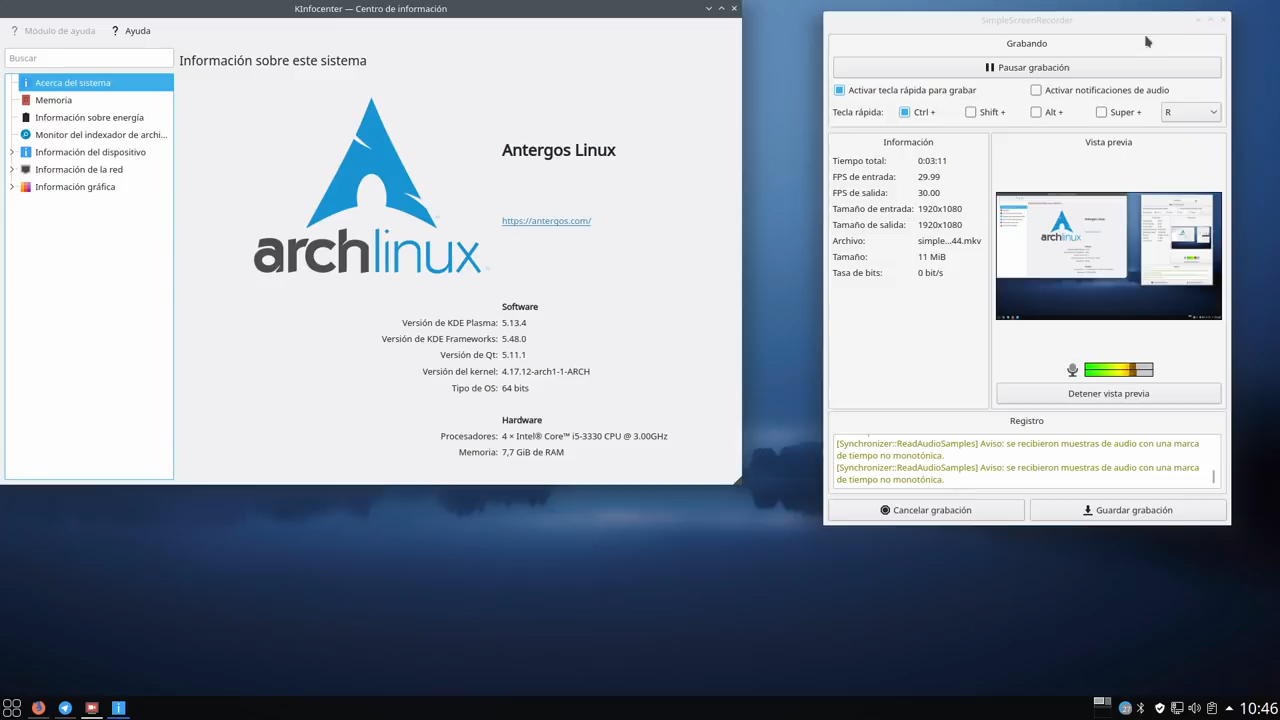 KInfocenter — Centro de información
Módulo de ayuda
Ayuda
Buscar
Acerca del sistema
Memoria
Información sobre energía
Monitor del indexador de archi...
Información del dispositivo
Información de la red
Información gráfica
Información sobre este sistema
archlinux
Antergos Linux
https://antergos.com/
Software
Versión de KDE Plasma: 5.13.4
Versión de KDE Frameworks: 5.48.0
Versión de Qt: 5.11.1
Versión del kernel: 4.17.12-arch1-1-ARCH
Tipo de OS: 64 bits
Hardware
Procesadores: 4 × Intel® Core™ i5-3330 CPU @ 3.00GHz
Memoria: 7,7 GiB de RAM
SimpleScreenRecorder
Grabando
Pausar grabación
Activar tecla rápida para grabar
Activar notificaciones de audio
Tecla rápida: Ctrl + Shift + Alt + Super + R
Información
Tiempo total: 0:03:11
FPS de entrada: 29.99
FPS de salida: 30.00
Tamaño de entrada: 1920x1080
Tamaño de salida: 1920x1080
Archivo: simple...44.mkv
Tamaño: 11 MiB
Tasa de bits: 0 bit/s
Vista previa
archlinux
Detener vista previa
Registro
[Synchronizer::ReadAudioSamples] Aviso: se recibieron muestras de audio con una marca
de tiempo no monotónica.
[Synchronizer::ReadAudioSamples] Aviso: se recibieron muestras de audio con una marca
de tiempo no monotónica.
Cancelar grabación
Guardar grabación
10:46